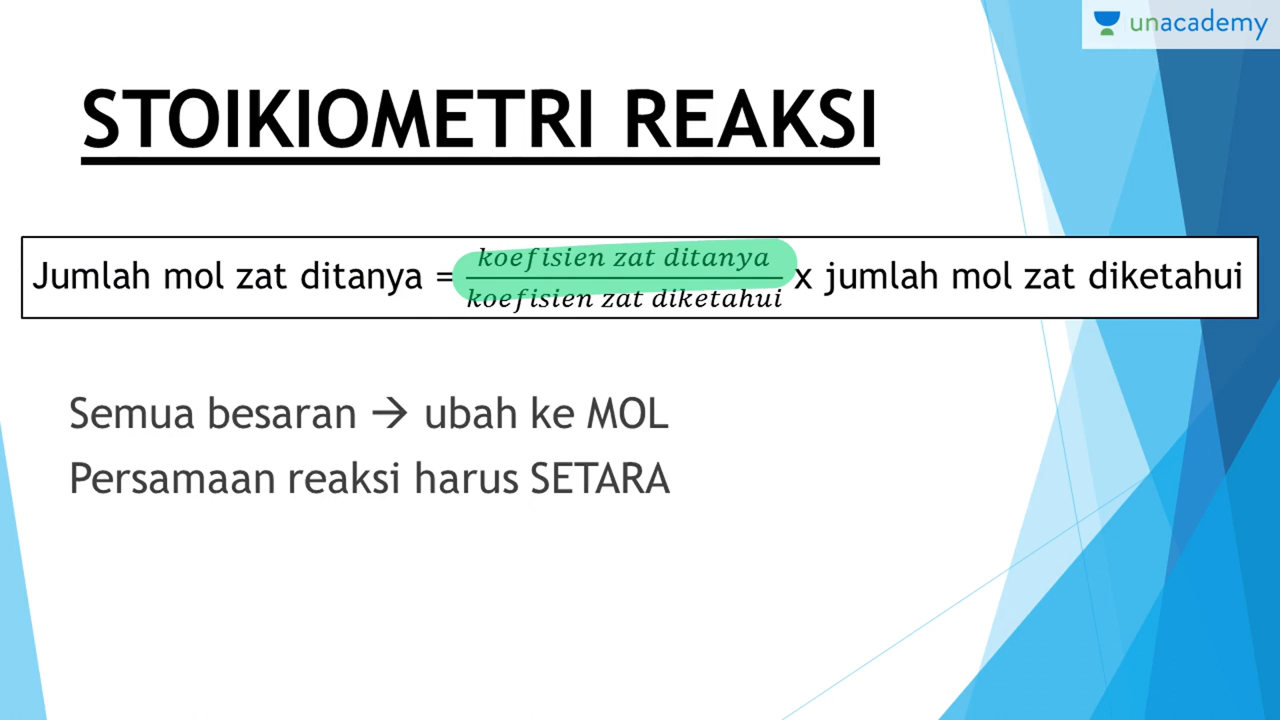 unacademy
STOIKIOMETRI REAKSI
Jumlah mol zat ditanya = koefisien zat ditanya / koefisien zat diketahui x jumlah mol zat diketahui
Semua besaran → ubah ke MOL
Persamaan reaksi harus SETARA